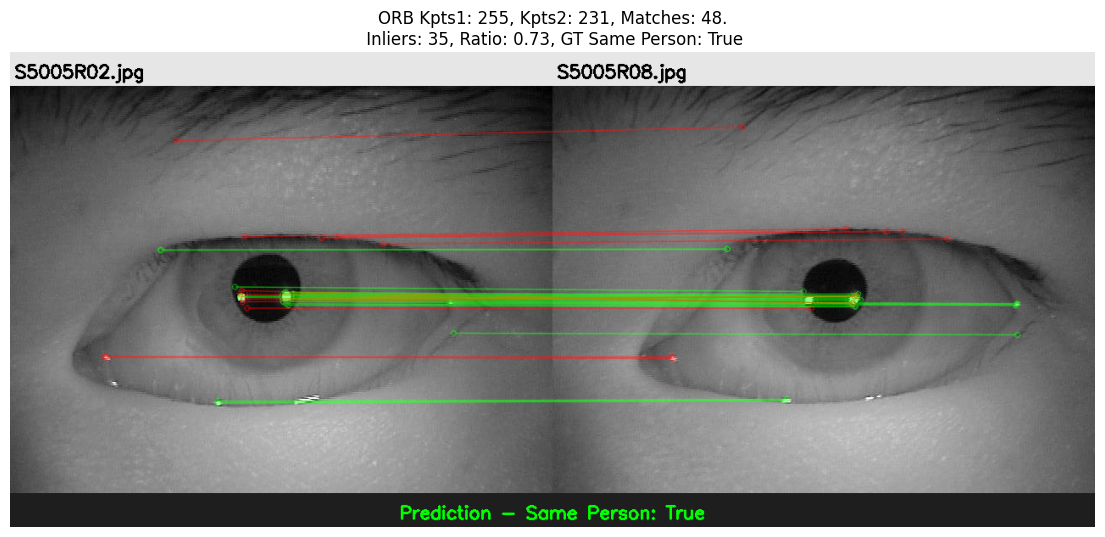 ORB Kpts1: 255, Kpts2: 231, Matches: 48.
Inliers: 35, Ratio: 0.73, GT Same Person: True
S5005R02.jpg
S5005R08.jpg
Prediction - Same Person: True